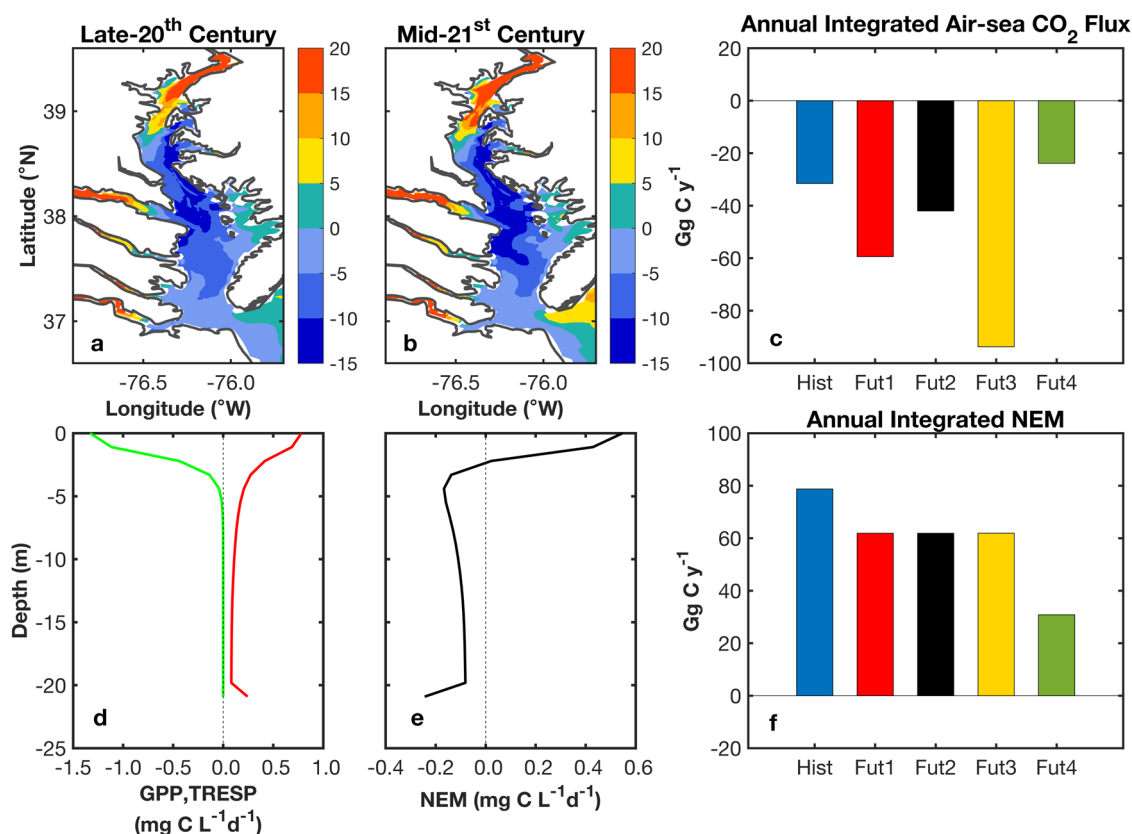 Late-20th Century
Mid-21st Century
Annual Integrated Air-sea CO2 Flux
Latitude (°N)
39
38
37
20
15
10
5
0
-5
-10
-15
a
-76.5
-76.0
Longitude (°W)
20
15
10
5
0
-5
-10
-15
b
-76.5
-76.0
Longitude (°W)
Gg C y-1
20
0
-20
-40
-60
-80
-100
c
Hist Fut1 Fut2 Fut3 Fut4
Depth (m)
0
-5
-10
-15
-20
-25
d
-1.5 -1.0 -0.5 0.0 0.5 1.0
GPP,TRESP
(mg C L-1d-1)
e
-0.4 -0.2 0.0 0.2 0.4 0.6
NEM (mg C L-1d-1)
Annual Integrated NEM
Gg C y-1
100
80
60
40
20
0
-20
f
Hist Fut1 Fut2 Fut3 Fut4